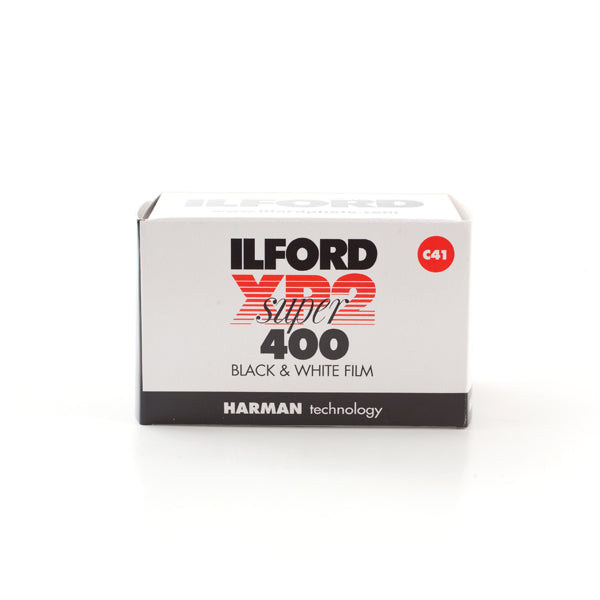 ILFORD
www.ilfordphoto.com
ILFORD
C41
XP2
super
400
BLACK & WHITE FILM
HARMAN technology